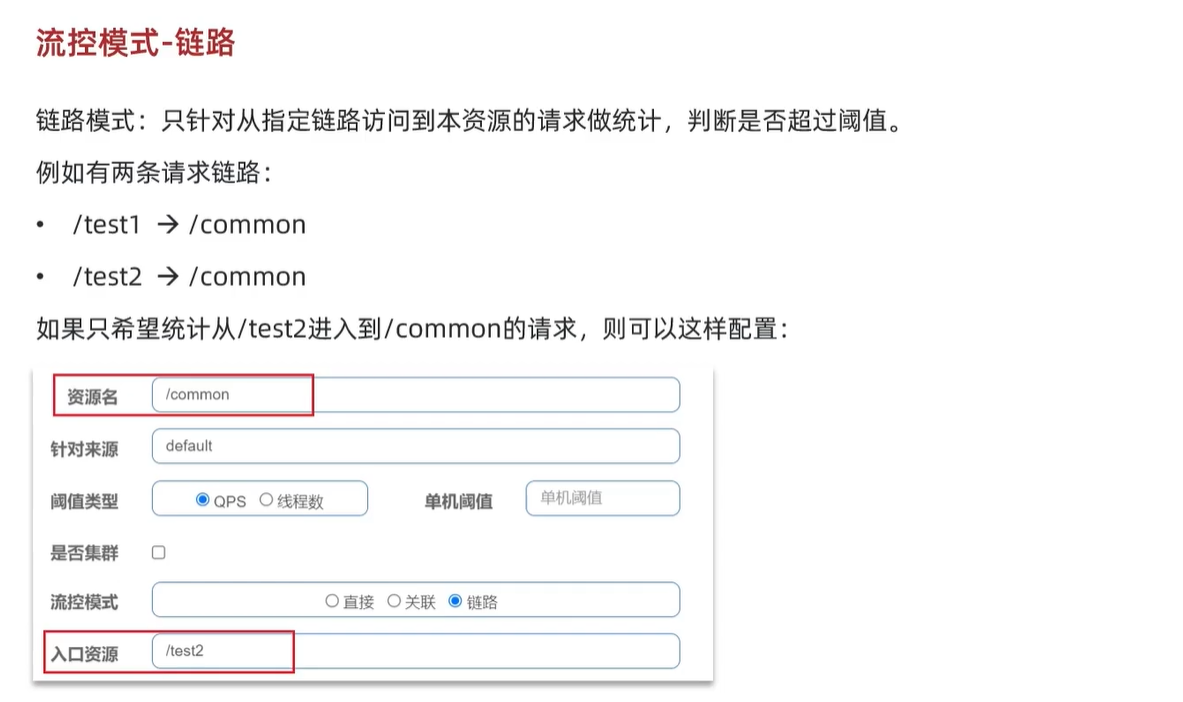 流控模式-链路
链路模式：只针对从指定链路访问到本资源的请求做统计，判断是否超过阈值。
例如有两条请求链路：
• /test1 → /common
• /test2 → /common
如果只希望统计从/test2进入到/common的请求，则可以这样配置：
资源名 /common
针对来源 default
阈值类型 QPS 线程数 单机阈值 单机阈值
是否集群
流控模式 直接 关联 链路
入口资源 /test2